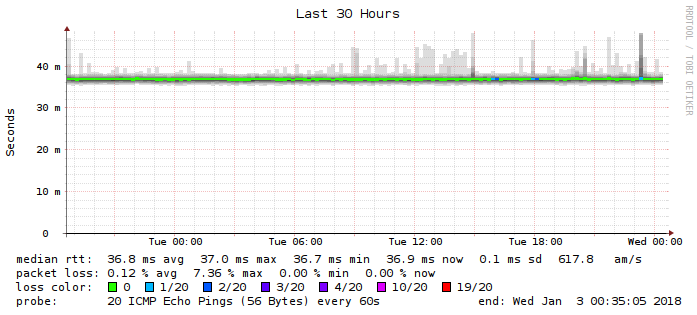 Last 30 Hours
RRDTOOL / TOBI OETIKER
Seconds
40 m
30 m
20 m
10 m
0
Tue 00:00 Tue 06:00 Tue 12:00 Tue 18:00 Wed 00:00
median rtt: 36.8 ms avg 37.0 ms max 36.7 ms min 36.9 ms now 0.1 ms sd 617.8 am/s
packet loss: 0.12 % avg 7.36 % max 0.00 % min 0.00 % now
loss color: 0 1/20 2/20 3/20 4/20 10/20 19/20
probe: 20 ICMP Echo Pings (56 Bytes) every 60s end: Wed Jan 3 00:35:05 2018